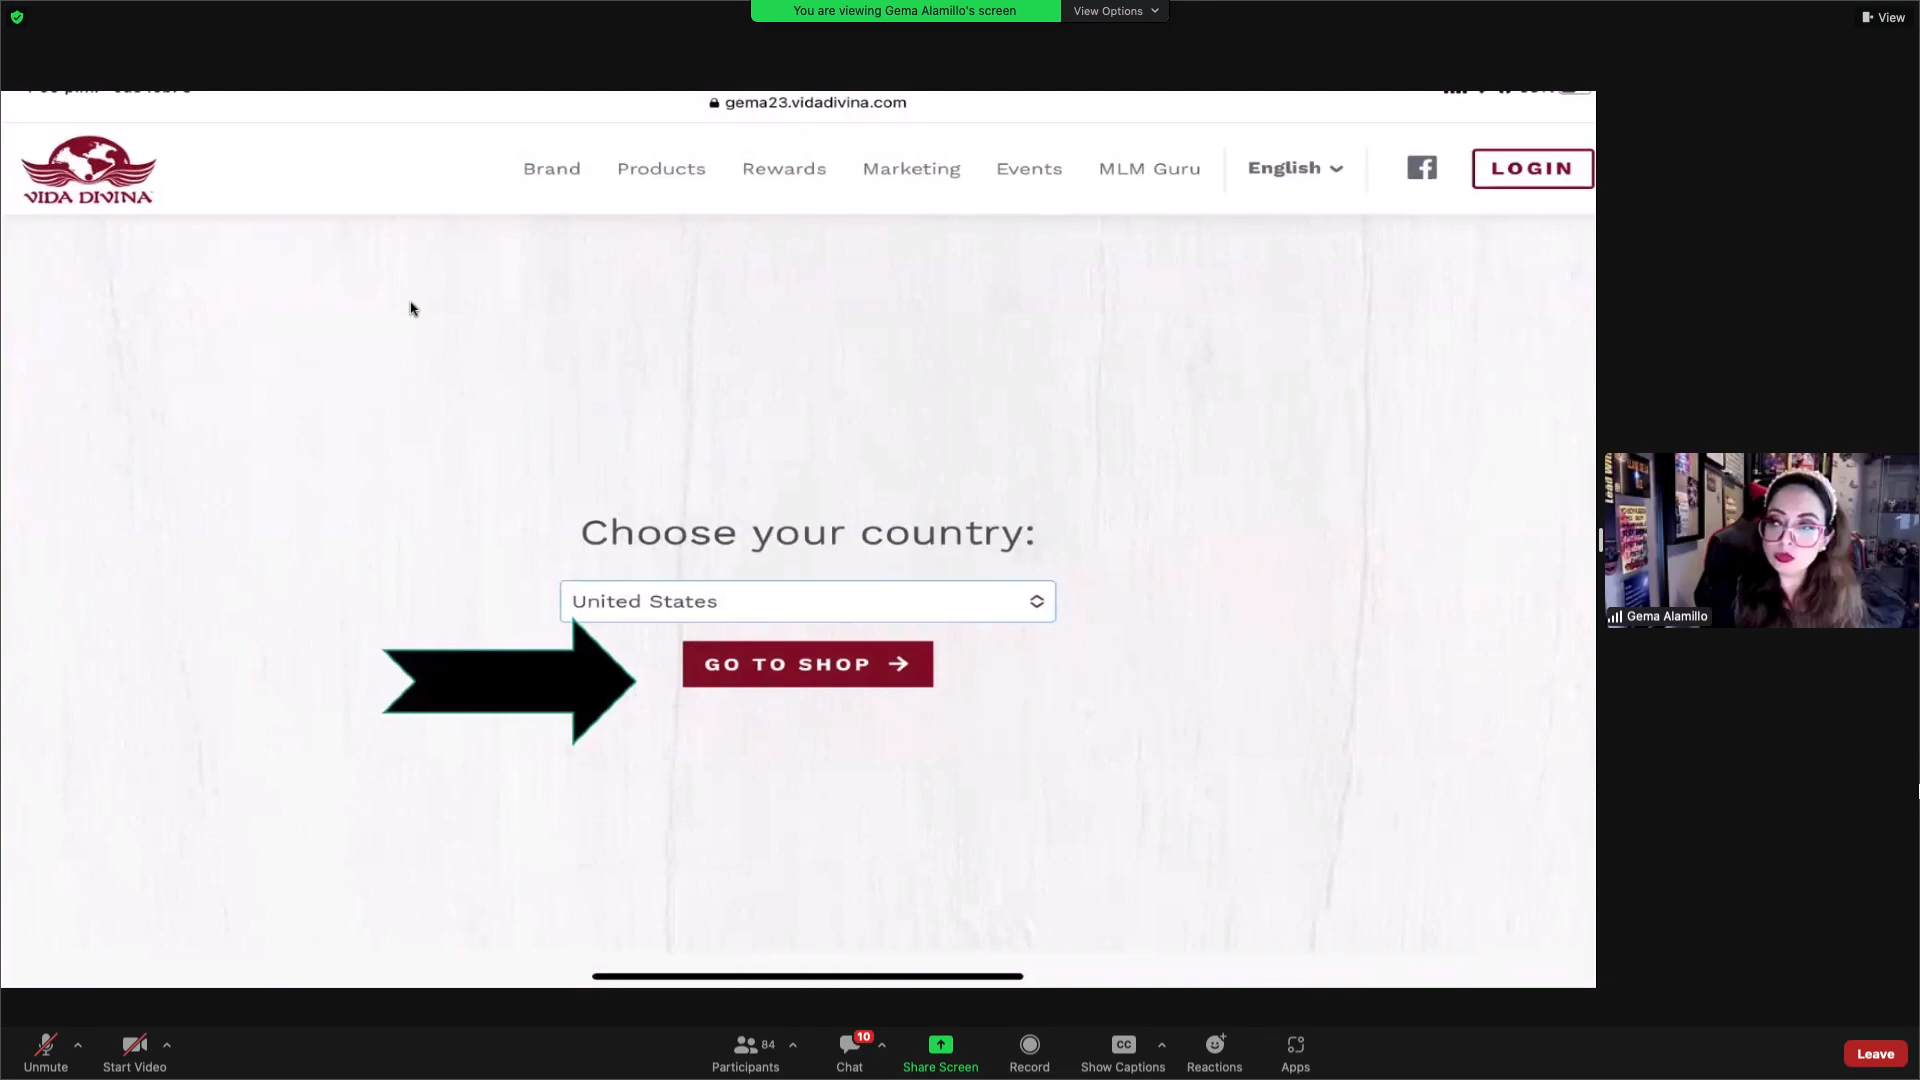 You are viewing Gema Alamillo's screen
View Options
View
gema23.vidadivina.com
VIDA DIVINA
Brand
Products
Rewards
Marketing
Events
MLM Guru
English
LOGIN
Choose your country:
United States
GO TO SHOP
Gema Alamillo
Unmute
Start Video
84
Participants
10
Chat
Share Screen
Record
CC
Show Captions
Reactions
Apps
Leave